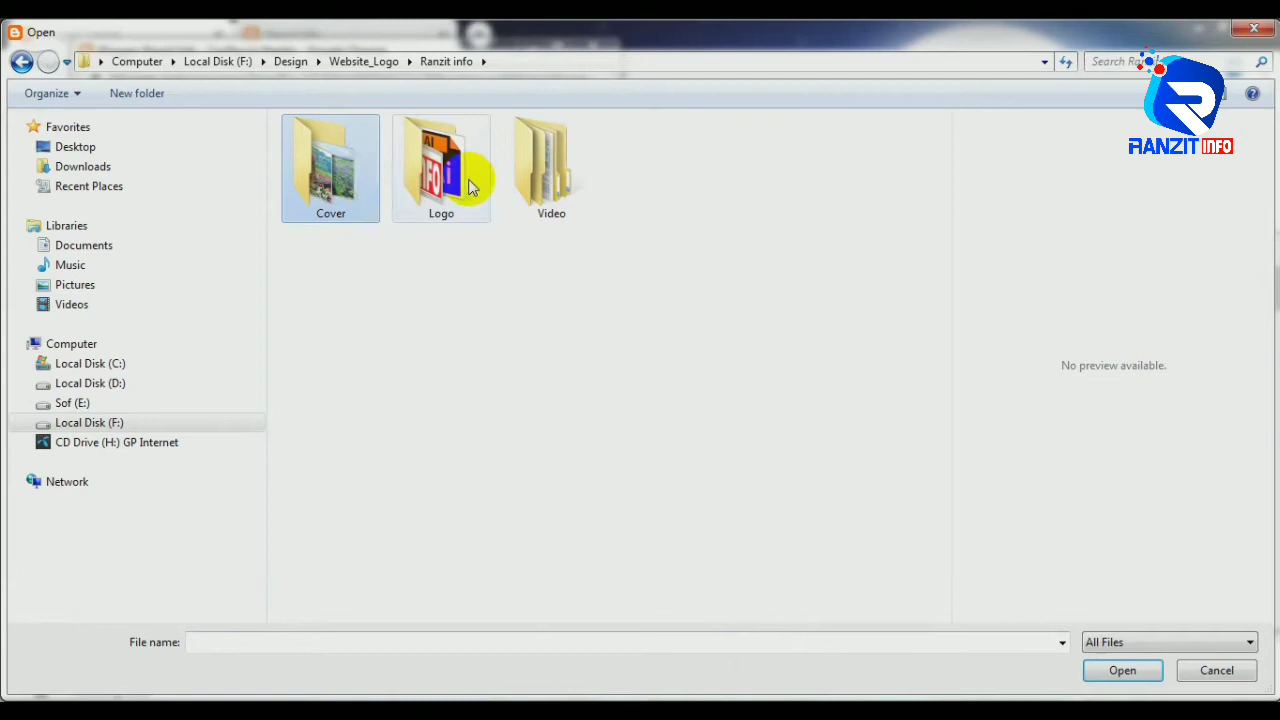 Open
Computer
Local Disk (F:)
Design
Website_Logo
Ranzit info
Search
Organize
New folder
RANZIT INFO
Favorites
Desktop
Downloads
Recent Places
Libraries
Documents
Music
Pictures
Videos
Computer
Local Disk (C:)
Local Disk (D:)
Sof (E:)
Local Disk (F:)
CD Drive (H:) GP Internet
Network
Cover
Logo
Video
No preview available.
File name:
All Files
Open
Cancel